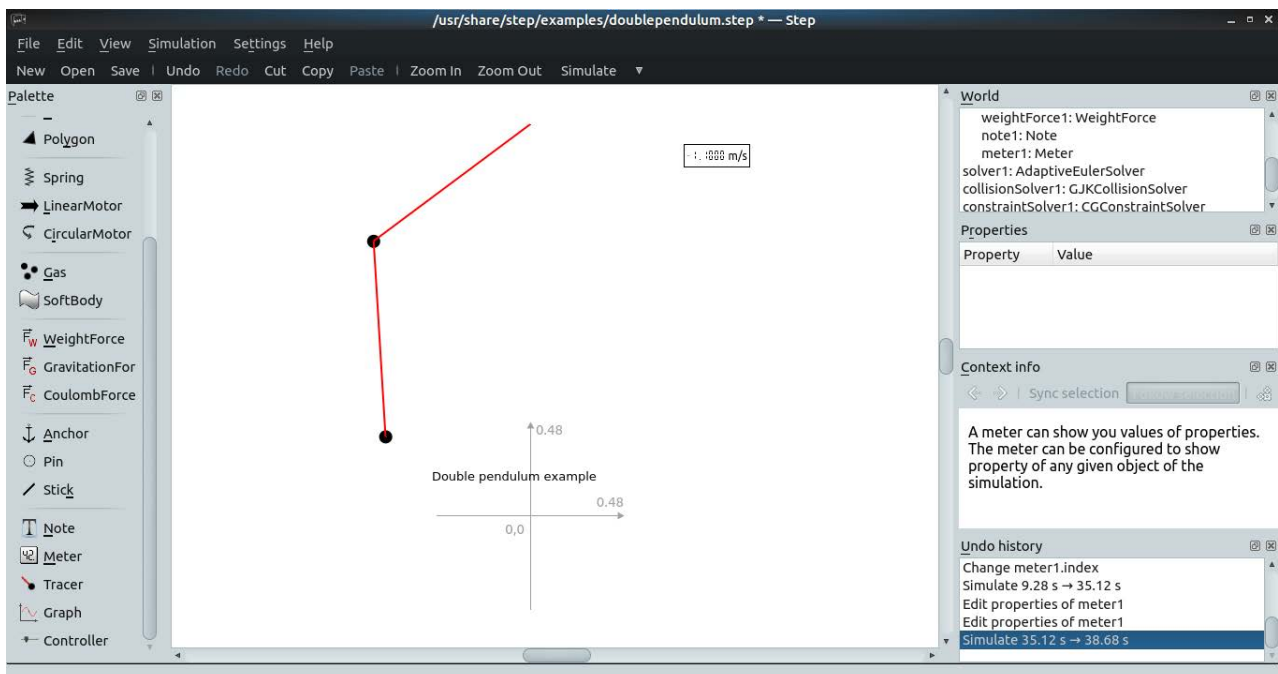 /usr/share/step/examples/doublependulum.step * — Step
File Edit View Simulation Settings Help
New Open Save Undo Redo Cut Copy Paste Zoom In Zoom Out Simulate
Palette
Polygon
Spring
LinearMotor
CircularMotor
Gas
SoftBody
WeightForce
GravitationFor
CoulombForce
Anchor
Pin
Stick
Note
Meter
Tracer
Graph
Controller
m/s
0.48
Double pendulum example
0.48
0,0
World
weightForce1: WeightForce
note1: Note
meter1: Meter
solver1: AdaptiveEulerSolver
collisionSolver1: GJKCollisionSolver
constraintSolver1: CGConstraintSolver
Properties
Property Value
Context info
Sync selection
A meter can show you values of properties.
The meter can be configured to show
property of any given object of the
simulation.
Undo history
Change meter1.index
Simulate 9.28 s → 35.12 s
Edit properties of meter1
Edit properties of meter1
Simulate 35.12 s → 38.68 s